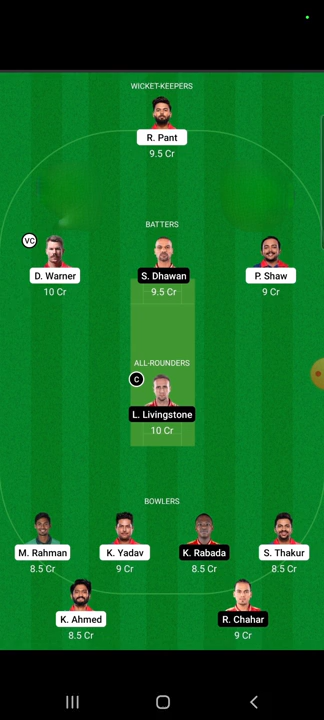 WICKET-KEEPERS
R. Pant
9.5 Cr
BATTERS
VC
D. Warner
S. Dhawan
P. Shaw
10 Cr
9.5 Cr
9 Cr
ALL-ROUNDERS
C
L. Livingstone
10 Cr
BOWLERS
M. Rahman
K. Yadav
K. Rabada
S. Thakur
8.5 Cr
9 Cr
8.5 Cr
8.5 Cr
K. Ahmed
R. Chahar
8.5 Cr
9 Cr